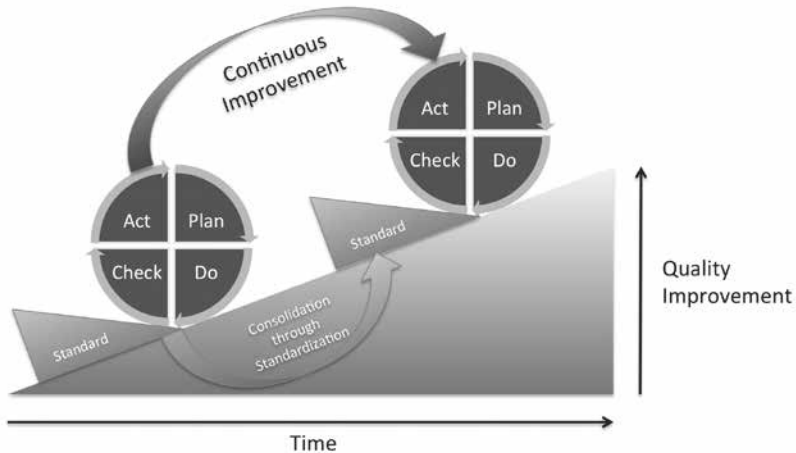 Continuous
Improvement
Act
Plan
Check
Do
Act
Plan
Check
Do
Standard
Standard
Consolidation
through
Standardization
Quality
Improvement
Time